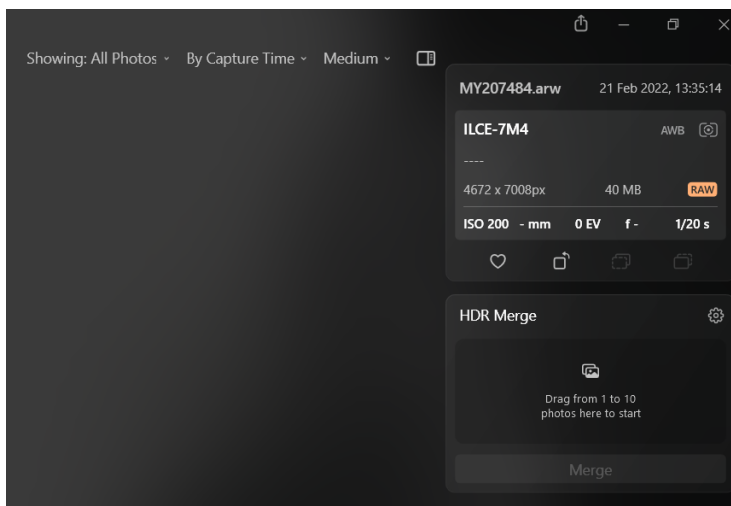 Showing: All Photos By Capture Time Medium
MY207484.arw 21 Feb 2022, 13:35:14
ILCE-7M4 AWB
----
4672 x 7008px 40 MB RAW
ISO 200 - mm 0 EV f - 1/20 s
HDR Merge
Drag from 1 to 10
photos here to start
Merge